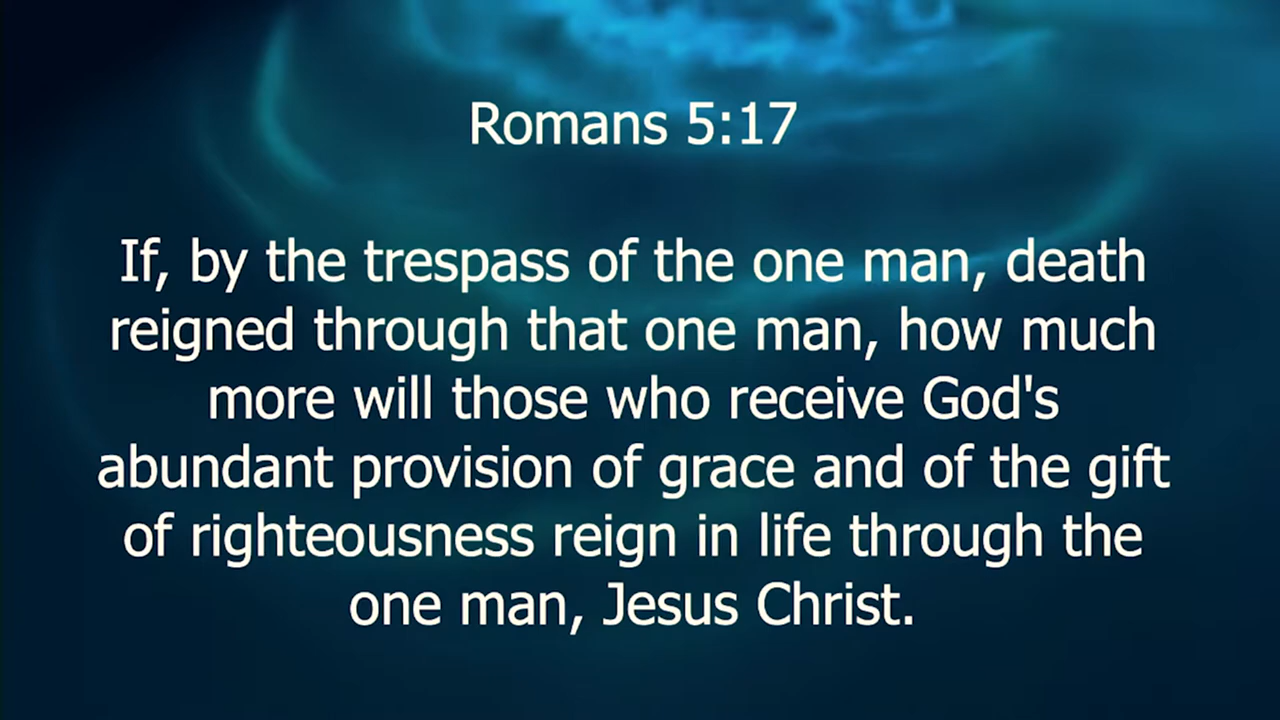 Romans 5:17
If, by the trespass of the one man, death
reigned through that one man, how much
more will those who receive God's
abundant provision of grace and of the gift
of righteousness reign in life through the
one man, Jesus Christ.